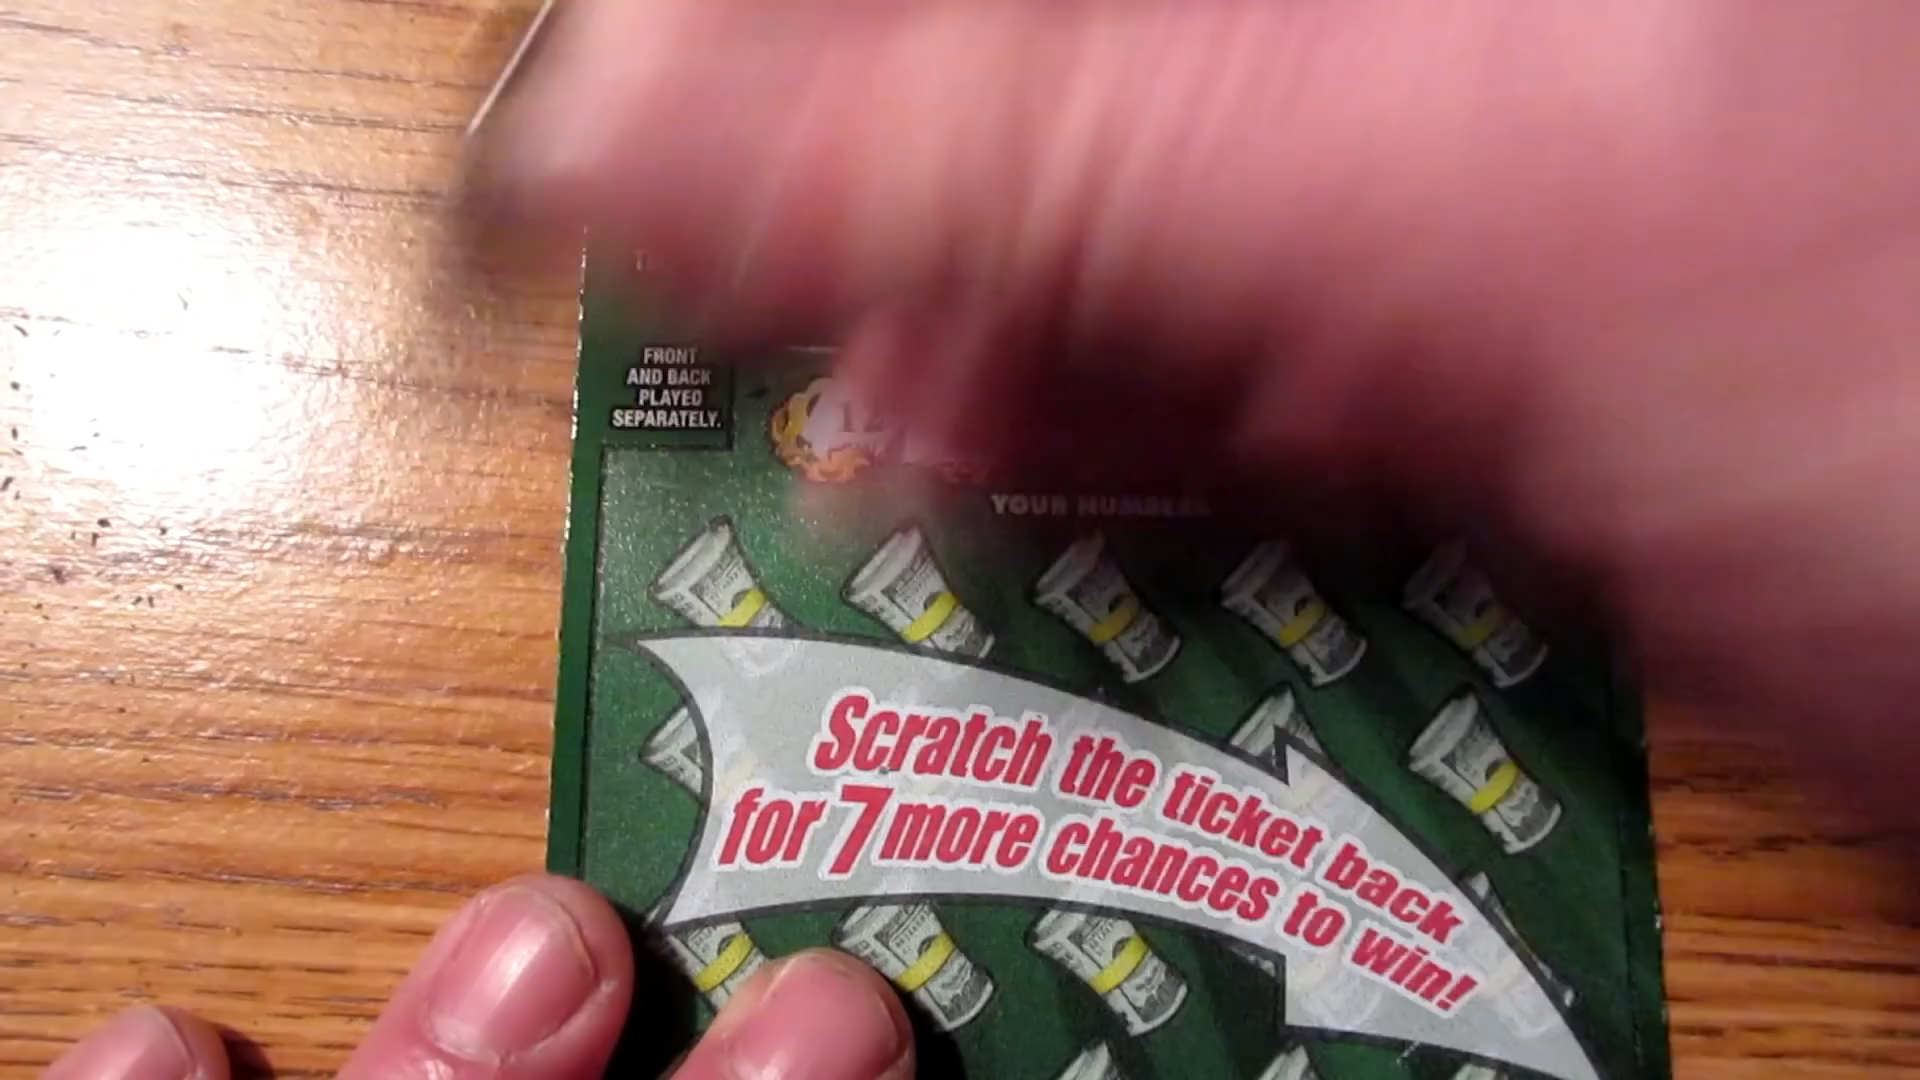 FRONT
AND BACK
PLAYED
SEPARATELY.
YOUR NUMBERS
Scratch the ticket back
for 7 more chances to win!